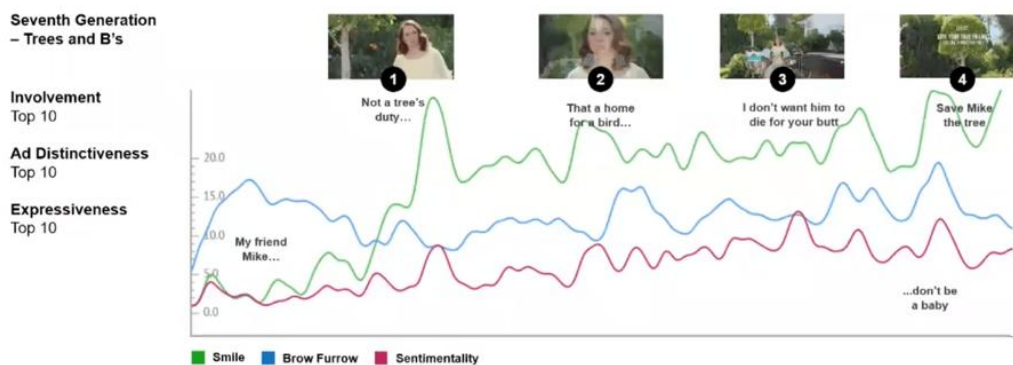 Seventh Generation
– Trees and B's
Involvement
Top 10
Ad Distinctiveness
Top 10
Expressiveness
Top 10
1
Not a tree's
duty…
2
That a home
for a bird…
3
I don't want him to
die for your butt
4
Save Mike
the tree
20.0
15.0
10.0
5.0
0.0
My friend
Mike…
…don't be
a baby
Smile
Brow Furrow
Sentimentality